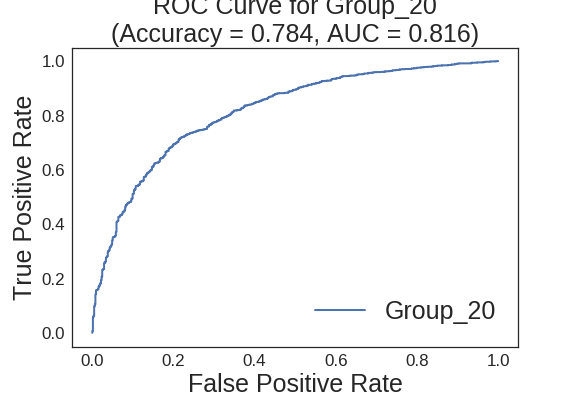 ROC Curve for Group_20
(Accuracy = 0.784, AUC = 0.816)
True Positive Rate
1.0
0.8
0.6
0.4
0.2
0.0
Group_20
0.0 0.2 0.4 0.6 0.8 1.0
False Positive Rate